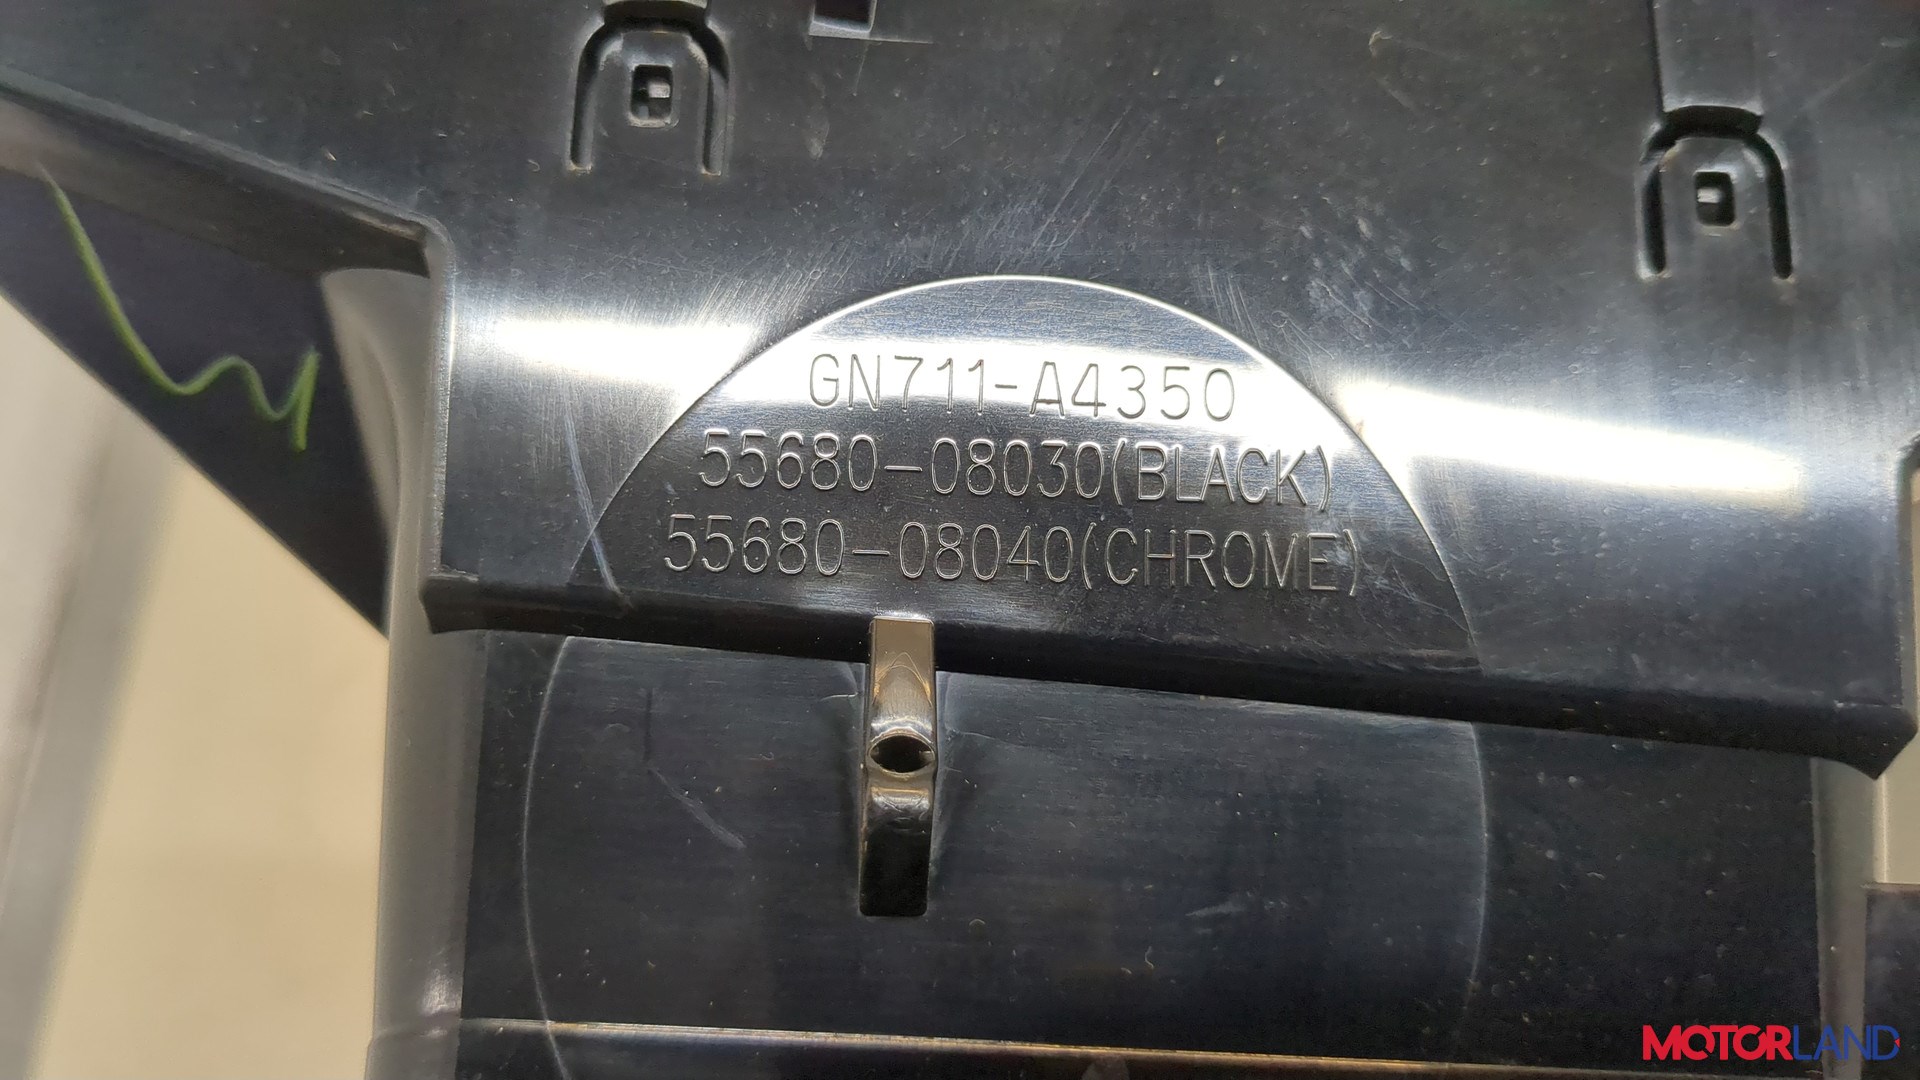 GN711-A4350
55680-08030(BLACK)
55680-08040(CHROME)
MOTORLAND